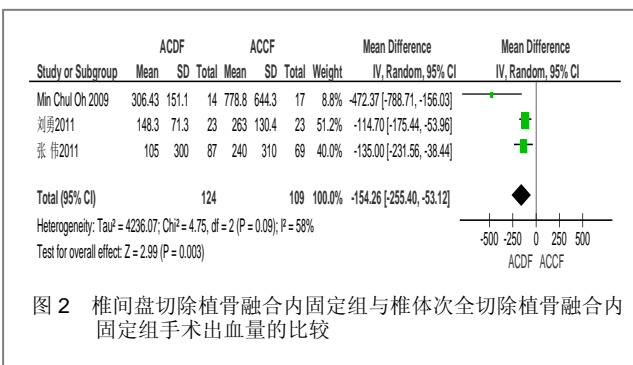 ACDF ACCF Mean Difference Mean Difference
Study or Subgroup Mean SD Total Mean SD Total Weight IV, Random, 95% CI IV, Random, 95% CI
Min Chul Oh 2009 306.43 151.1 14 778.8 644.3 17 8.8% -472.37 [-788.71, -156.03]
刘勇2011 148.3 71.3 23 263 130.4 23 51.2% -114.70 [-175.44, -53.96]
张 伟2011 105 300 87 240 310 69 40.0% -135.00 [-231.56, -38.44]
Total (95% CI) 124 109 100.0% -154.26 [-255.40, -53.12]
Heterogeneity: Tau² = 4236.07; Chi² = 4.75, df = 2 (P = 0.09); I² = 58%
Test for overall effect: Z = 2.99 (P = 0.003)
-500 -250 0 250 500
ACDF ACCF
图 2 椎间盘切除植骨融合内固定组与椎体次全切除植骨融合内
固定组手术出血量的比较